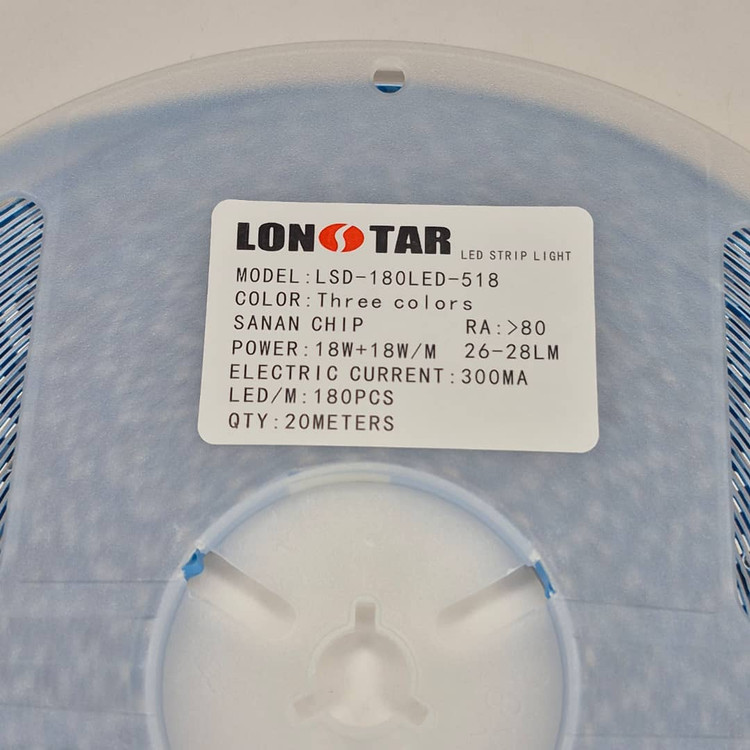 LONSTAR LED STRIP LIGHT
MODEL:LSD-180LED-518
COLOR:Three colors
SANAN CHIP RA:>80
POWER:18W+18W/M 26-28LM
ELECTRIC CURRENT:300MA
LED/M:180PCS
QTY:20METERS